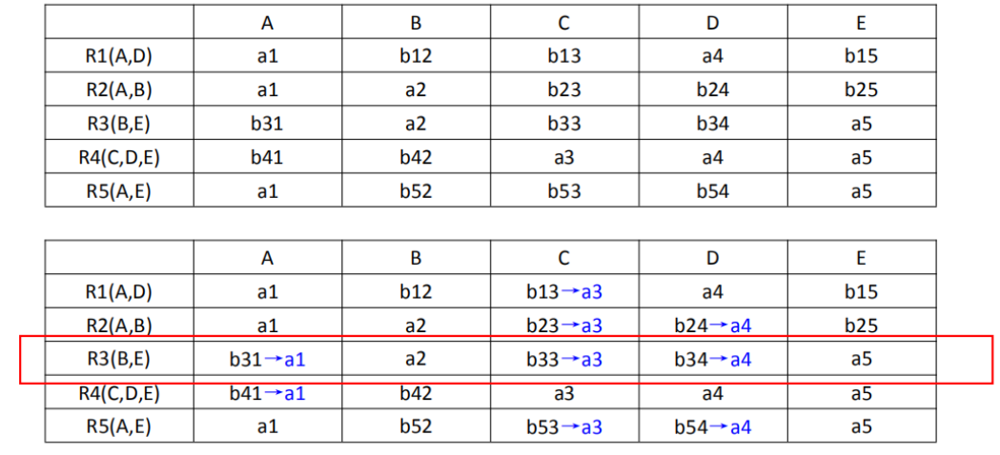 A B C D E
R1(A,D) a1 b12 b13 a4 b15
R2(A,B) a1 a2 b23 b24 b25
R3(B,E) b31 a2 b33 b34 a5
R4(C,D,E) b41 b42 a3 a4 a5
R5(A,E) a1 b52 b53 b54 a5
A B C D E
R1(A,D) a1 b12 b13→a3 a4 b15
R2(A,B) a1 a2 b23→a3 b24→a4 b25
R3(B,E) b31→a1 a2 b33→a3 b34→a4 a5
R4(C,D,E) b41→a1 b42 a3 a4 a5
R5(A,E) a1 b52 b53→a3 b54→a4 a5